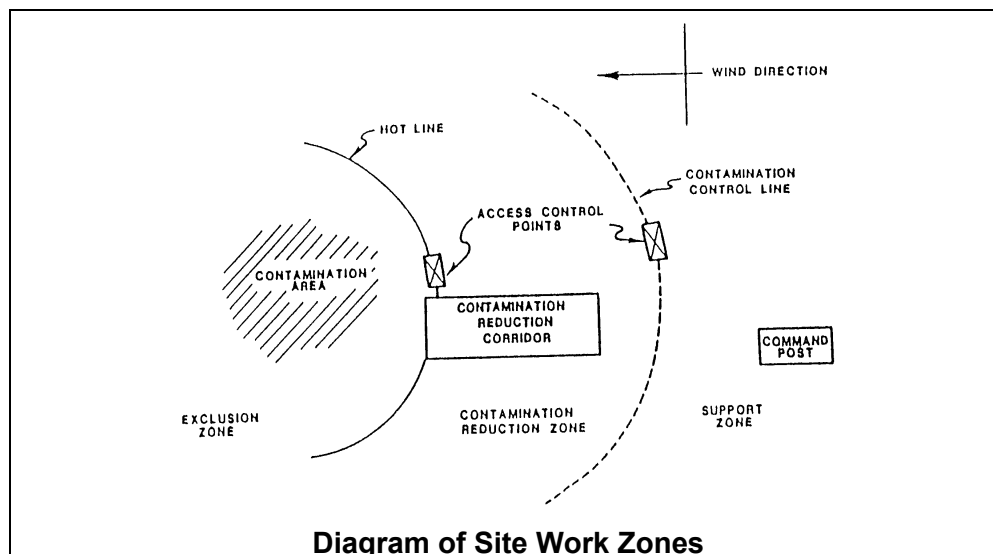 WIND DIRECTION
HOT LINE
CONTAMINATION
CONTROL LINE
ACCESS CONTROL
POINTS
CONTAMINATION
AREA
CONTAMINATION
REDUCTION
CORRIDOR
COMMAND
POST
EXCLUSION
ZONE
CONTAMINATION
REDUCTION ZONE
SUPPORT
ZONE
Diagram of Site Work Zones